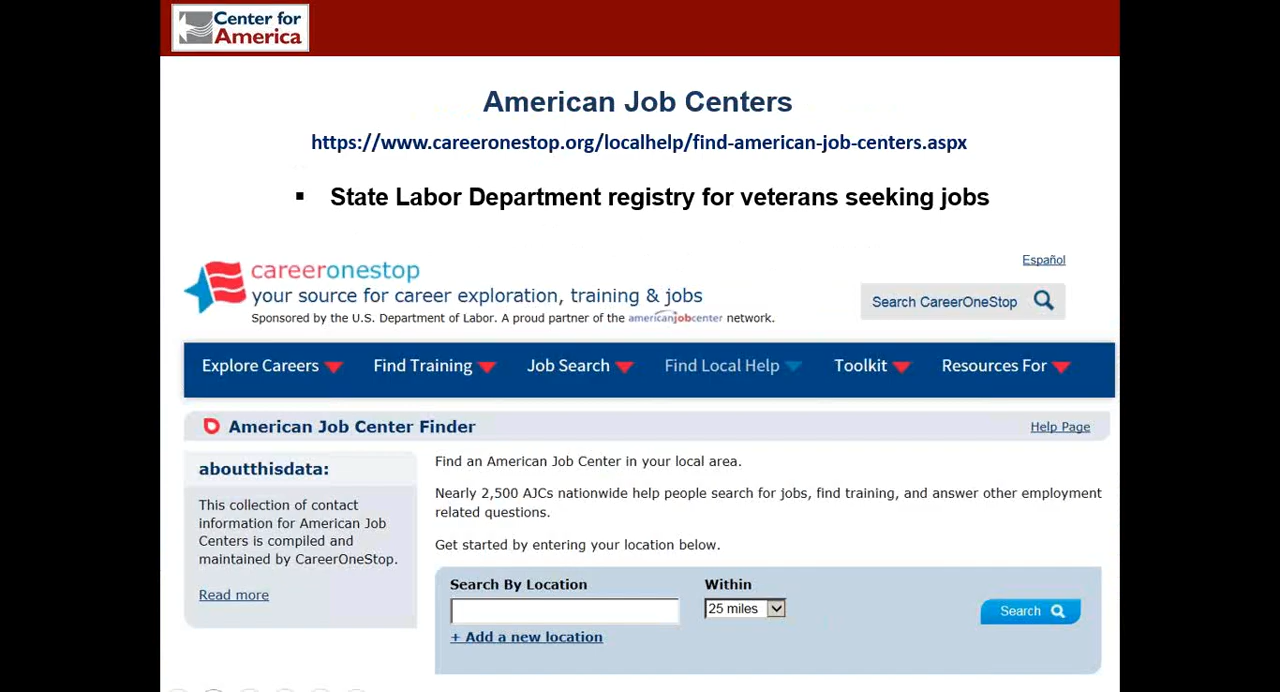 Center for
America
American Job Centers
https://www.careeronestop.org/localhelp/find-american-job-centers.aspx
▪ State Labor Department registry for veterans seeking jobs
Español
careeronestop
your source for career exploration, training & jobs
Search CareerOneStop
Sponsored by the U.S. Department of Labor. A proud partner of the americanjobcenter network.
Explore Careers Find Training Job Search Find Local Help Toolkit Resources For
American Job Center Finder Help Page
aboutthisdata:
This collection of contact
information for American Job
Centers is compiled and
maintained by CareerOneStop.
Read more
Find an American Job Center in your local area.
Nearly 2,500 AJCs nationwide help people search for jobs, find training, and answer other employment
related questions.
Get started by entering your location below.
Search By Location Within
25 miles Search
+ Add a new location